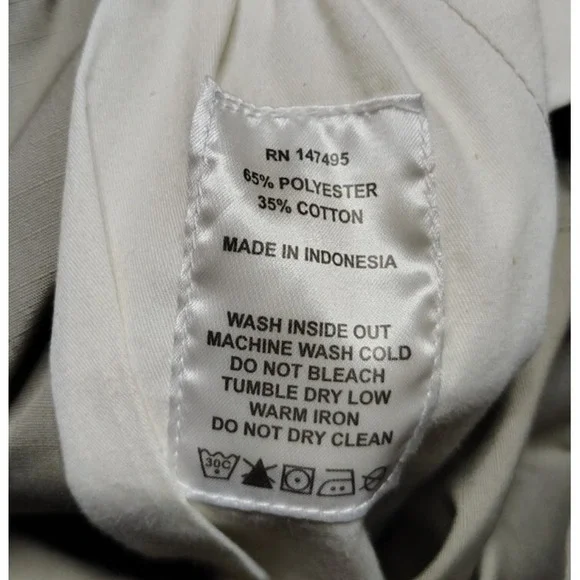 RN 147495
65% POLYESTER
35% COTTON
MADE IN INDONESIA
WASH INSIDE OUT
MACHINE WASH COLD
DO NOT BLEACH
TUMBLE DRY LOW
WARM IRON
DO NOT DRY CLEAN
30C